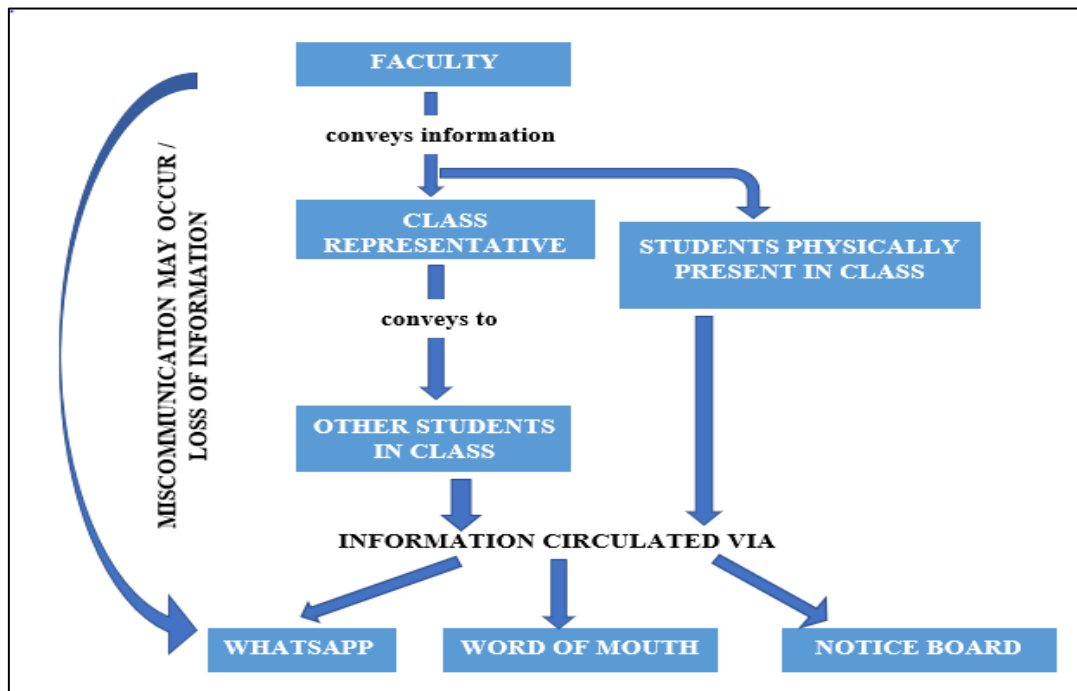 FACULTY
conveys information
CLASS
REPRESENTATIVE
STUDENTS PHYSICALLY
PRESENT IN CLASS
conveys to
OTHER STUDENTS
IN CLASS
MISCOMMUNICATION MAY OCCUR /
LOSS OF INFORMATION
INFORMATION CIRCULATED VIA
WHATSAPP
WORD OF MOUTH
NOTICE BOARD